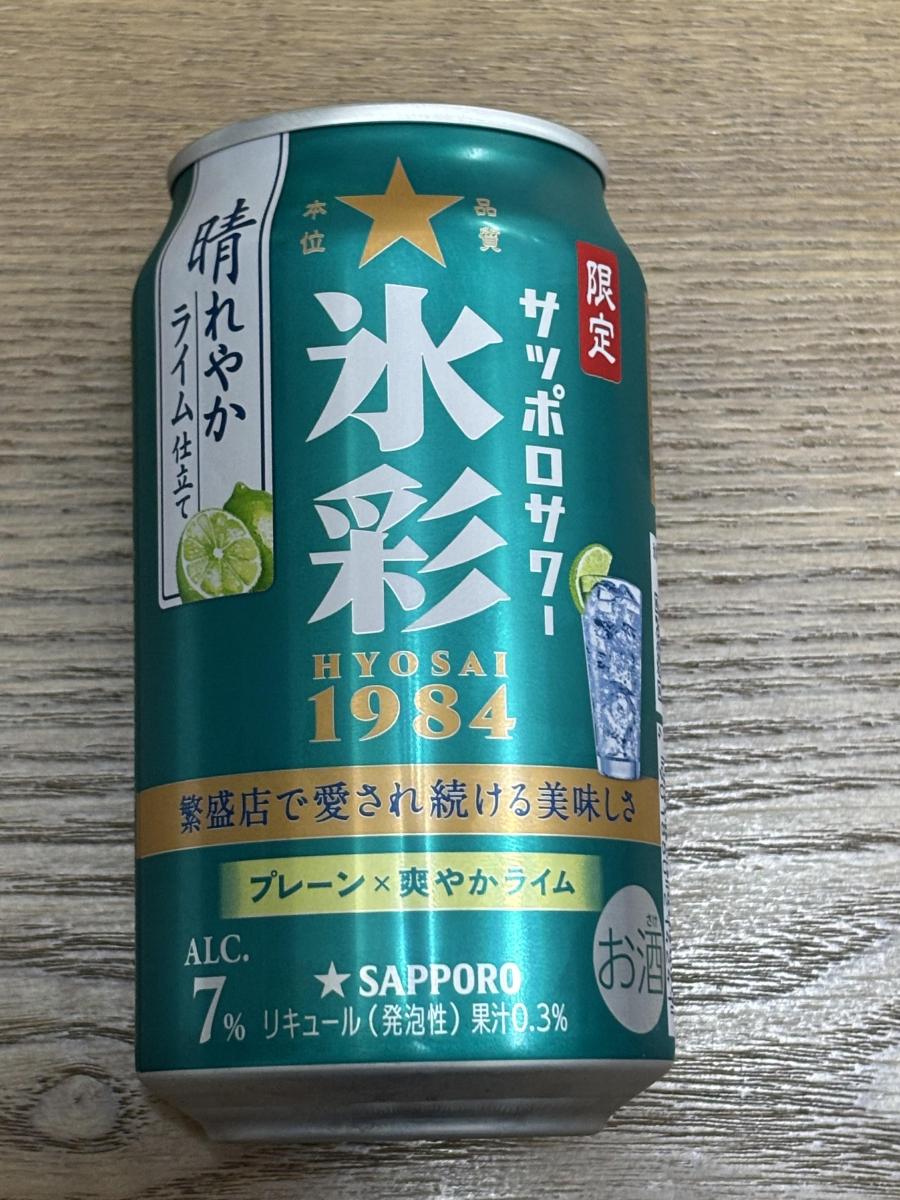 晴れやか
ライム仕立て
本位
品質
限定
サッポロサワー
氷彩
HYOSAI
1984
繁盛店で愛され続ける美味しさ
プレーン×爽やかライム
ALC.
7%
★SAPPORO
リキュール(発泡性)果汁0.3%
さけ
お酒